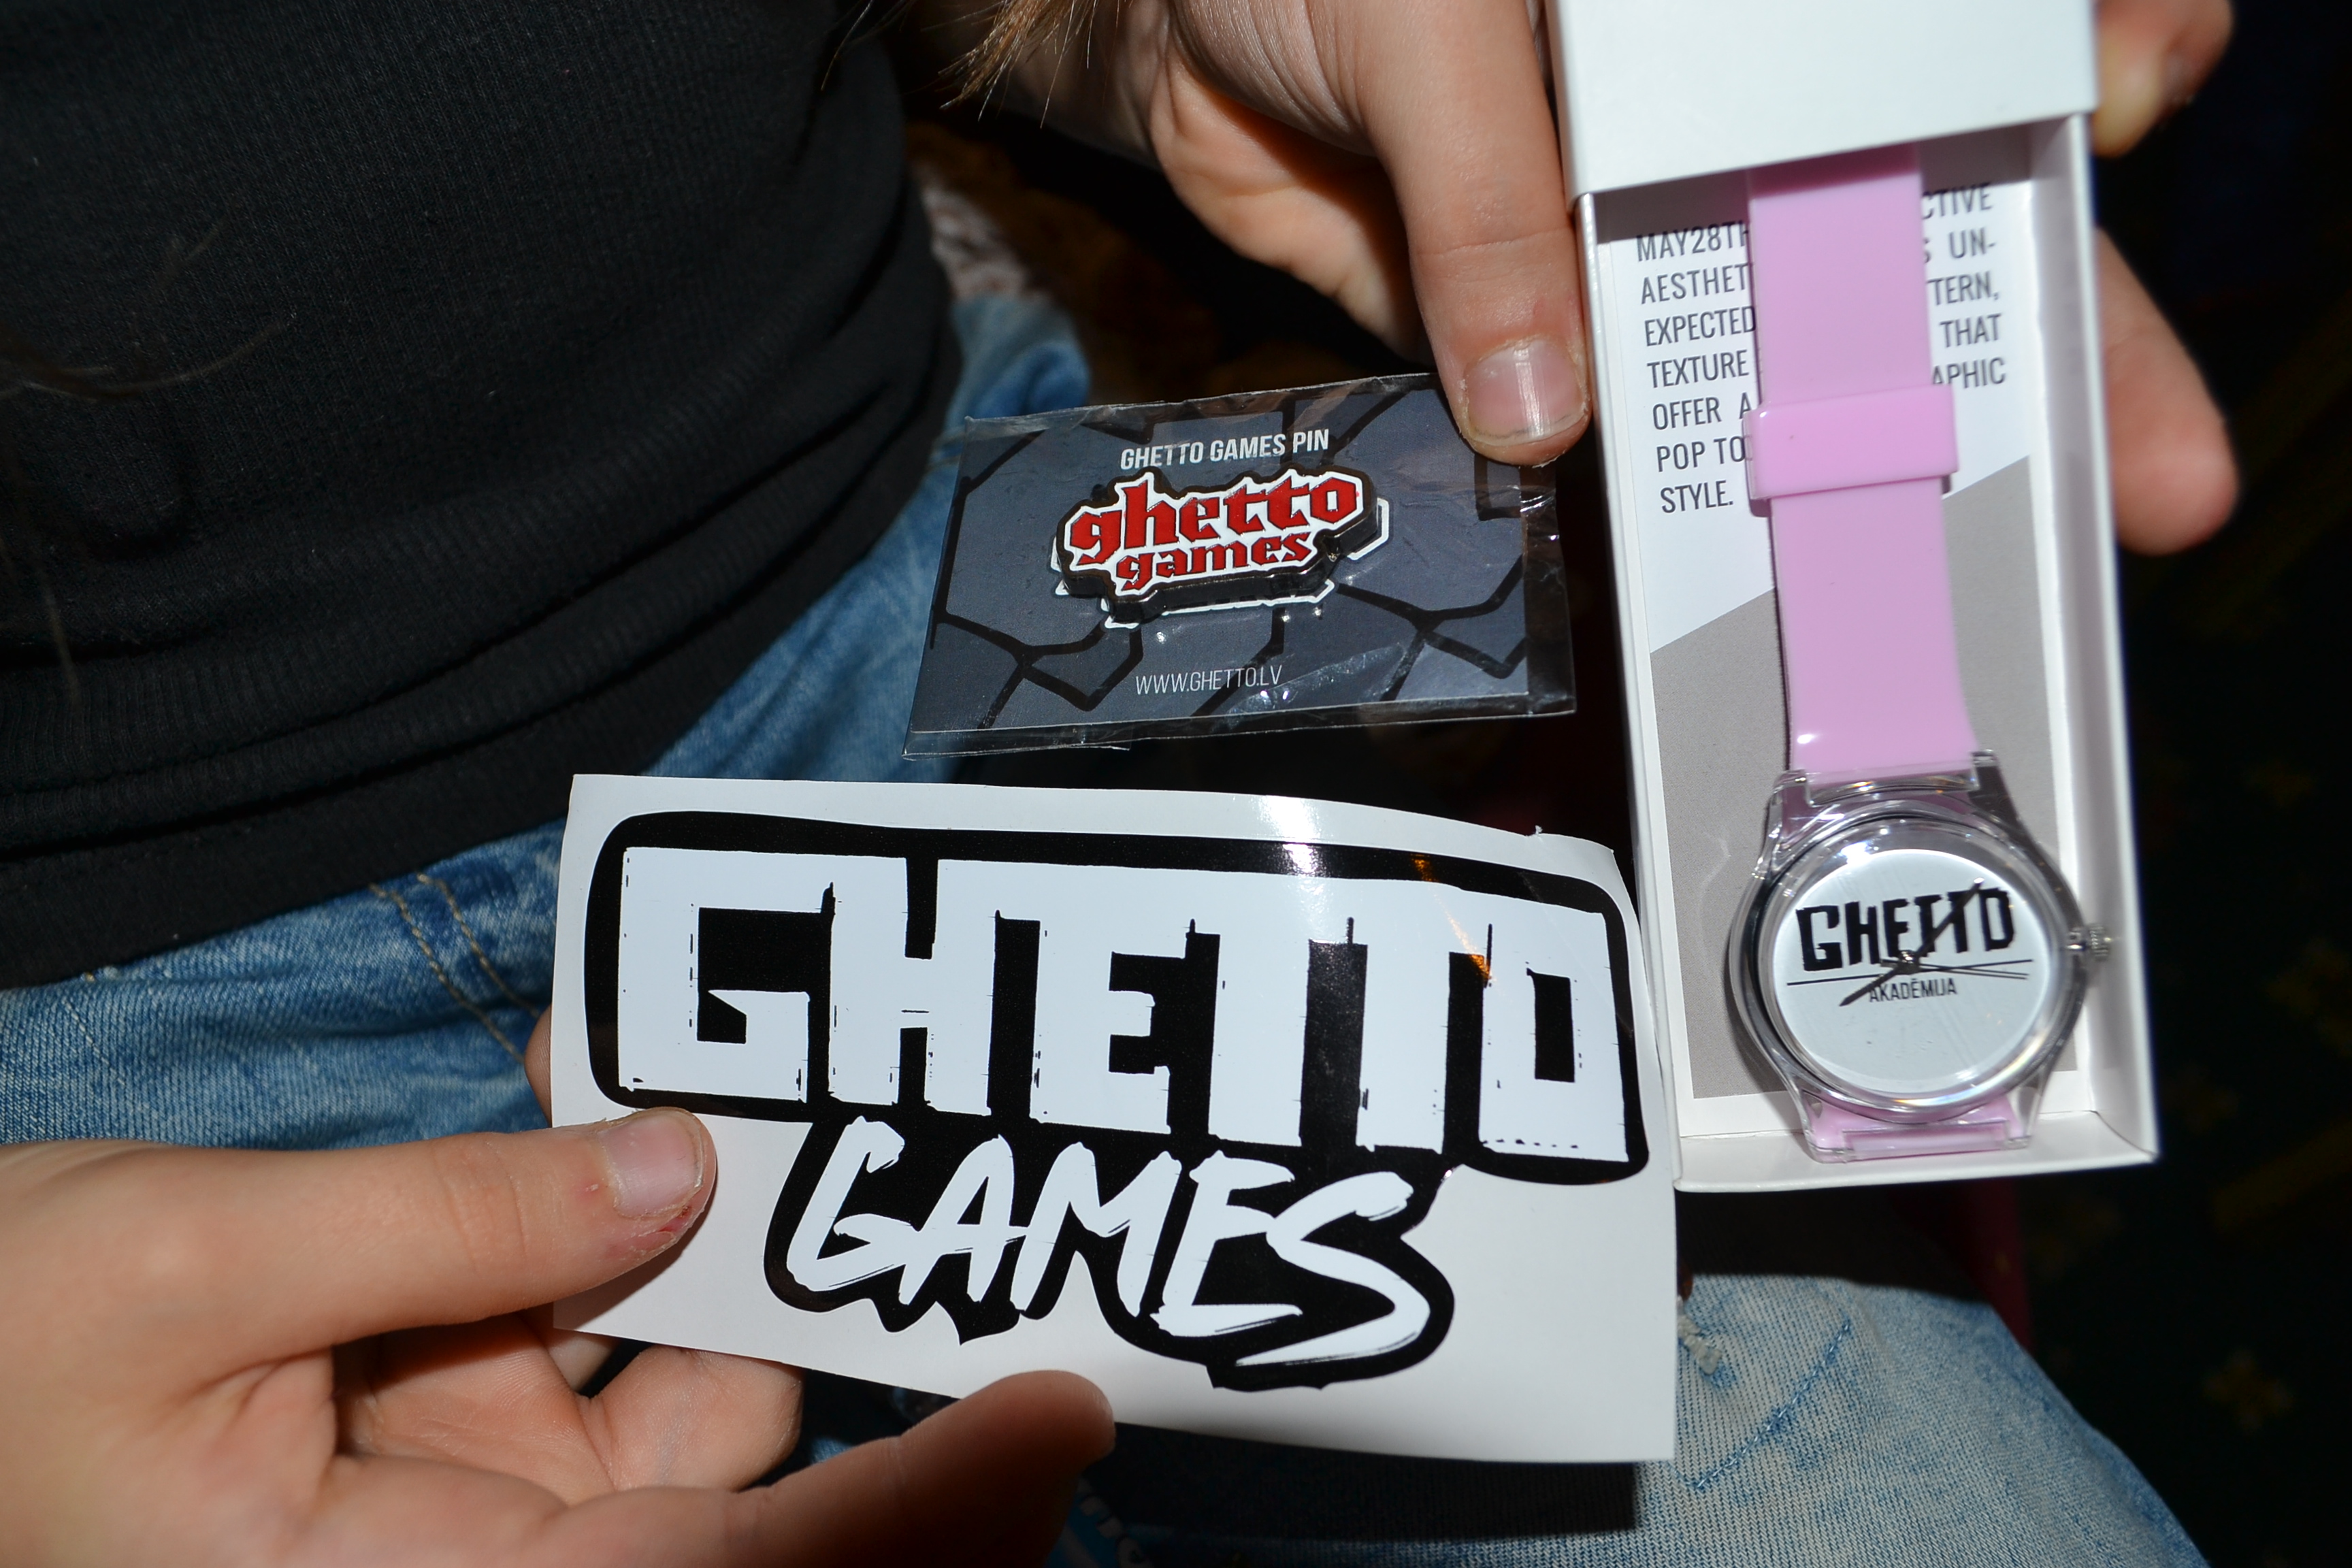 GHETTO GAMES PIN
ghetto
games
WWW.GHETTO.LV
GHETTO
GAMES
CTIVE
MAY28TH UN-
AESTHET TERN,
EXPECTED THAT
TEXTURE APHIC
OFFER A
POP TO
STYLE.
GHETTO
AKADĒMIJA